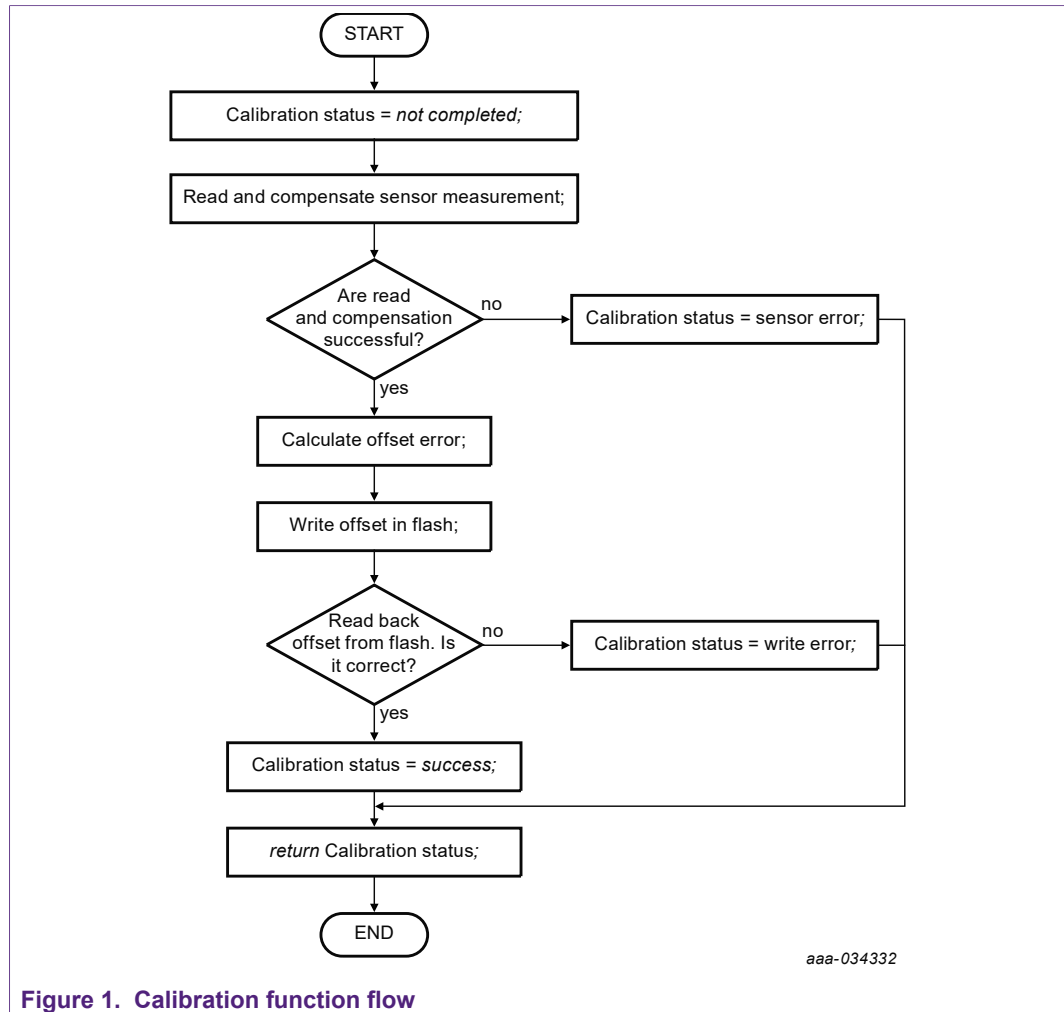 START
Calibration status = not completed;
Read and compensate sensor measurement;
Are read
and compensation
successful?
no
Calibration status = sensor error;
yes
Calculate offset error;
Write offset in flash;
Read back
offset from flash. Is
it correct?
no
Calibration status = write error;
yes
Calibration status = success;
return Calibration status;
END
aaa-034332
Figure 1. Calibration function flow